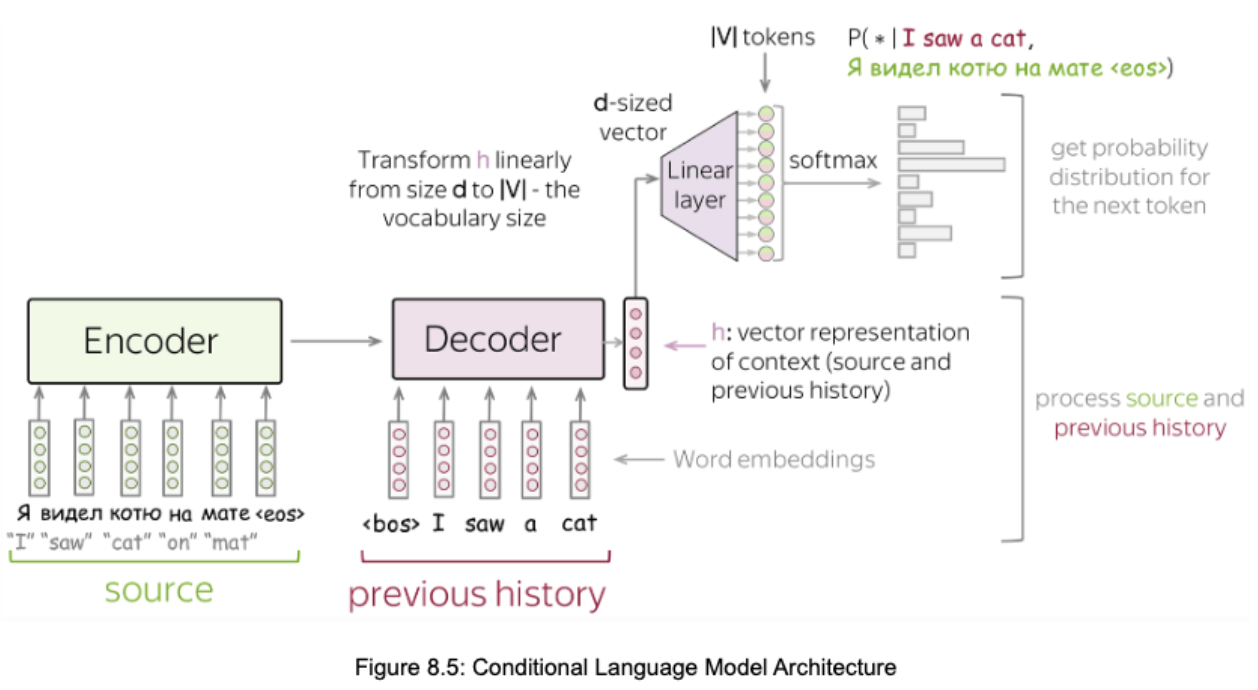 |V| tokens
P( * | I saw a cat,
Я видел котю на мате <eos>)
d-sized
vector
Transform h linearly
from size d to |V| - the
vocabulary size
Linear
layer
softmax
get probability
distribution for
the next token
Encoder
Decoder
h: vector representation
of context (source and
previous history)
process source and
previous history
Word embeddings
Я видел котю на мате <eos>
"I" "saw" "cat" "on" "mat"
<bos> I saw a cat
source
previous history
Figure 8.5: Conditional Language Model Architecture